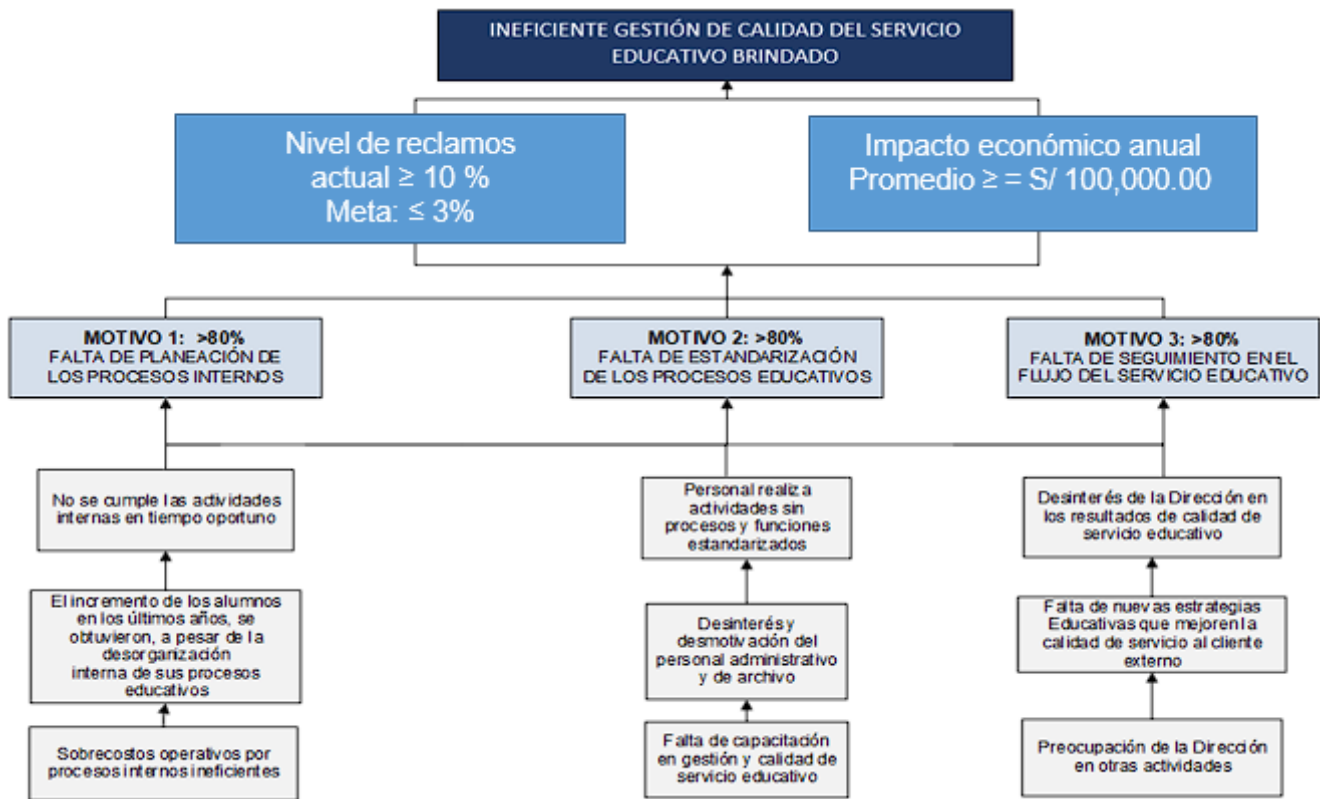 INEFICIENTE GESTIÓN DE CALIDAD DEL SERVICIO
EDUCATIVO BRINDADO
Nivel de reclamos
actual ≥ 10 %
Meta: ≤ 3%
Impacto económico anual
Promedio ≥ = S/ 100,000.00
MOTIVO 1: >80%
FALTA DE PLANEACIÓN DE
LOS PROCESOS INTERNOS
MOTIVO 2: >80%
FALTA DE ESTANDARIZACIÓN
DE LOS PROCESOS EDUCATIVOS
MOTIVO 3: >80%
FALTA DE SEGUIMIENTO EN EL
FLUJO DEL SERVICIO EDUCATIVO
No se cumple las actividades
internas en tiempo oportuno
Personal realiza
actividades sin
procesos y funciones
estandarizados
Desinterés de la Dirección en
los resultados de calidad de
servicio educativo
El incremento de los alumnos
en los últimos años, se
obtuvieron, a pesar de la
desorganización
interna de sus procesos
educativos
Desinterés y
desmotivación del
personal administrativo
y de archivo
Falta de nuevas estrategias
Educativas que mejoren la
calidad de servicio al cliente
externo
Sobrecostos operativos por
procesos internos ineficientes
Falta de capacitación
en gestión y calidad de
servicio educativo
Preocupación de la Dirección
en otras actividades